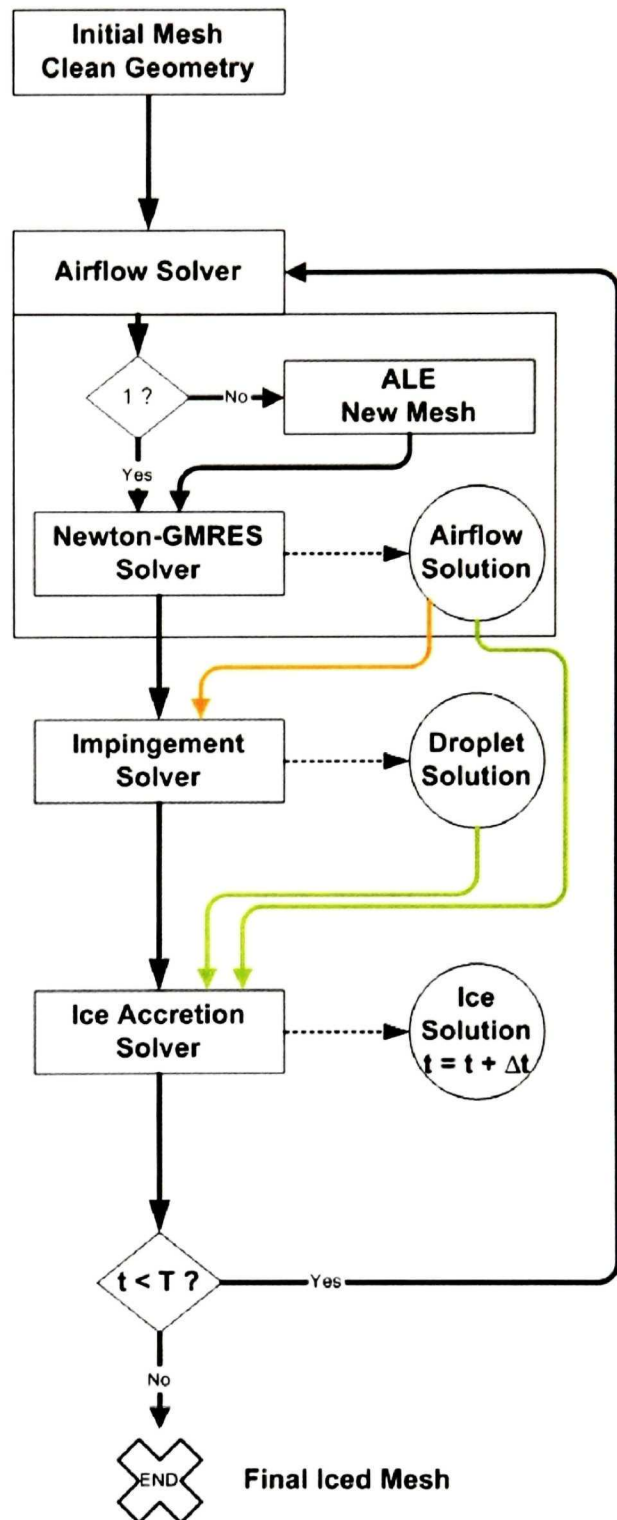 Initial Mesh
Clean Geometry
Airflow Solver
1 ?
No
ALE
New Mesh
Yes
Newton-GMRES
Solver
Airflow
Solution
Impingement
Solver
Droplet
Solution
Ice Accretion
Solver
Ice
Solution
t = t + Δt
t < T ?
Yes
No
END
Final Iced Mesh